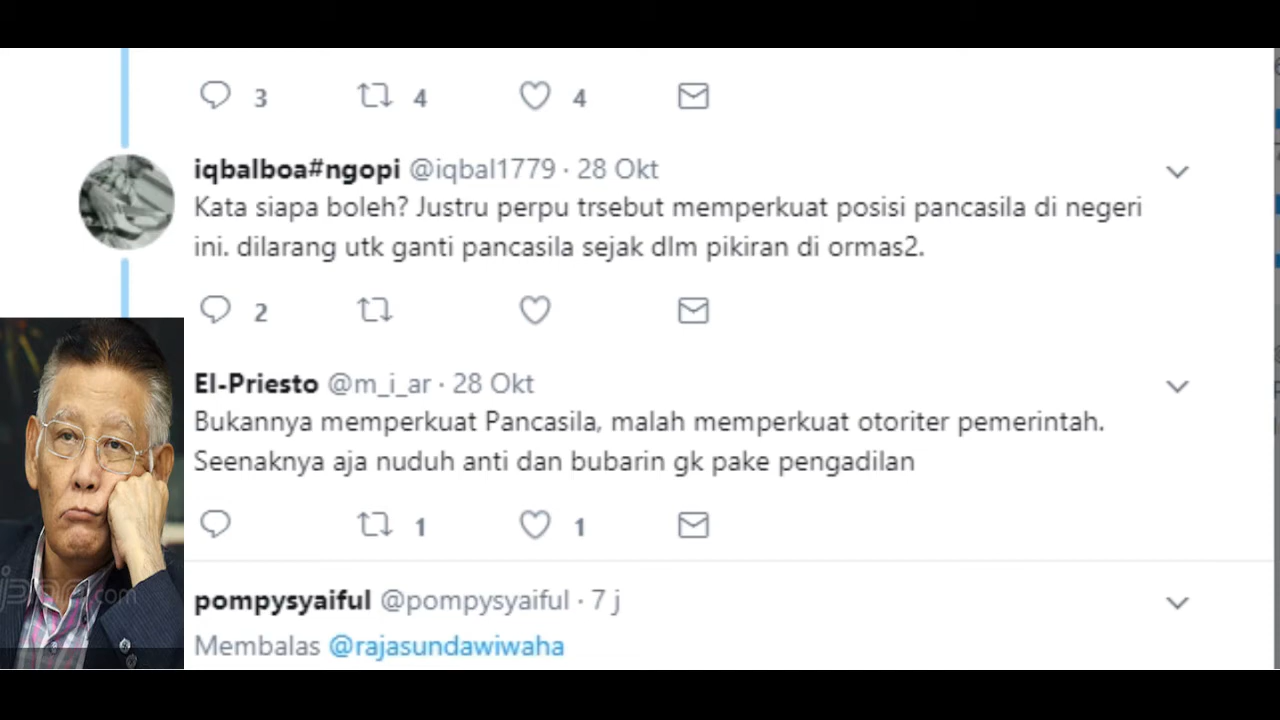 3 4 4
iqbalboa#ngopi @iqbal1779 · 28 Okt
Kata siapa boleh? Justru perpu trsebut memperkuat posisi pancasila di negeri
ini. dilarang utk ganti pancasila sejak dlm pikiran di ormas2.
2
El-Priesto @m_i_ar · 28 Okt
Bukannya memperkuat Pancasila, malah memperkuat otoriter pemerintah.
Seenaknya aja nuduh anti dan bubarin gk pake pengadilan
1 1
pompysyaiful @pompysyaiful · 7 j
Membalas @rajasundawiwaha